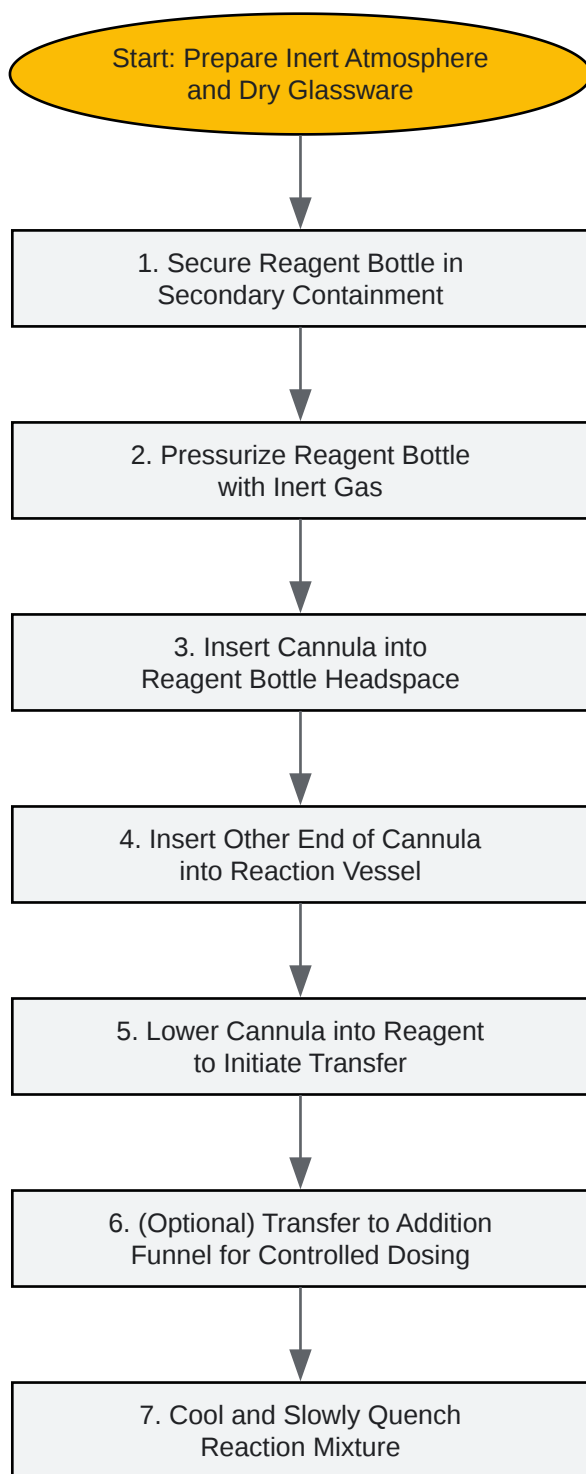 Start: Prepare Inert Atmosphere
and Dry Glassware
1. Secure Reagent Bottle in
Secondary Containment
2. Pressurize Reagent Bottle
with Inert Gas
3. Insert Cannula into
Reagent Bottle Headspace
4. Insert Other End of Cannula
into Reaction Vessel
5. Lower Cannula into Reagent
to Initiate Transfer
6. (Optional) Transfer to Addition
Funnel for Controlled Dosing
7. Cool and Slowly Quench
Reaction Mixture